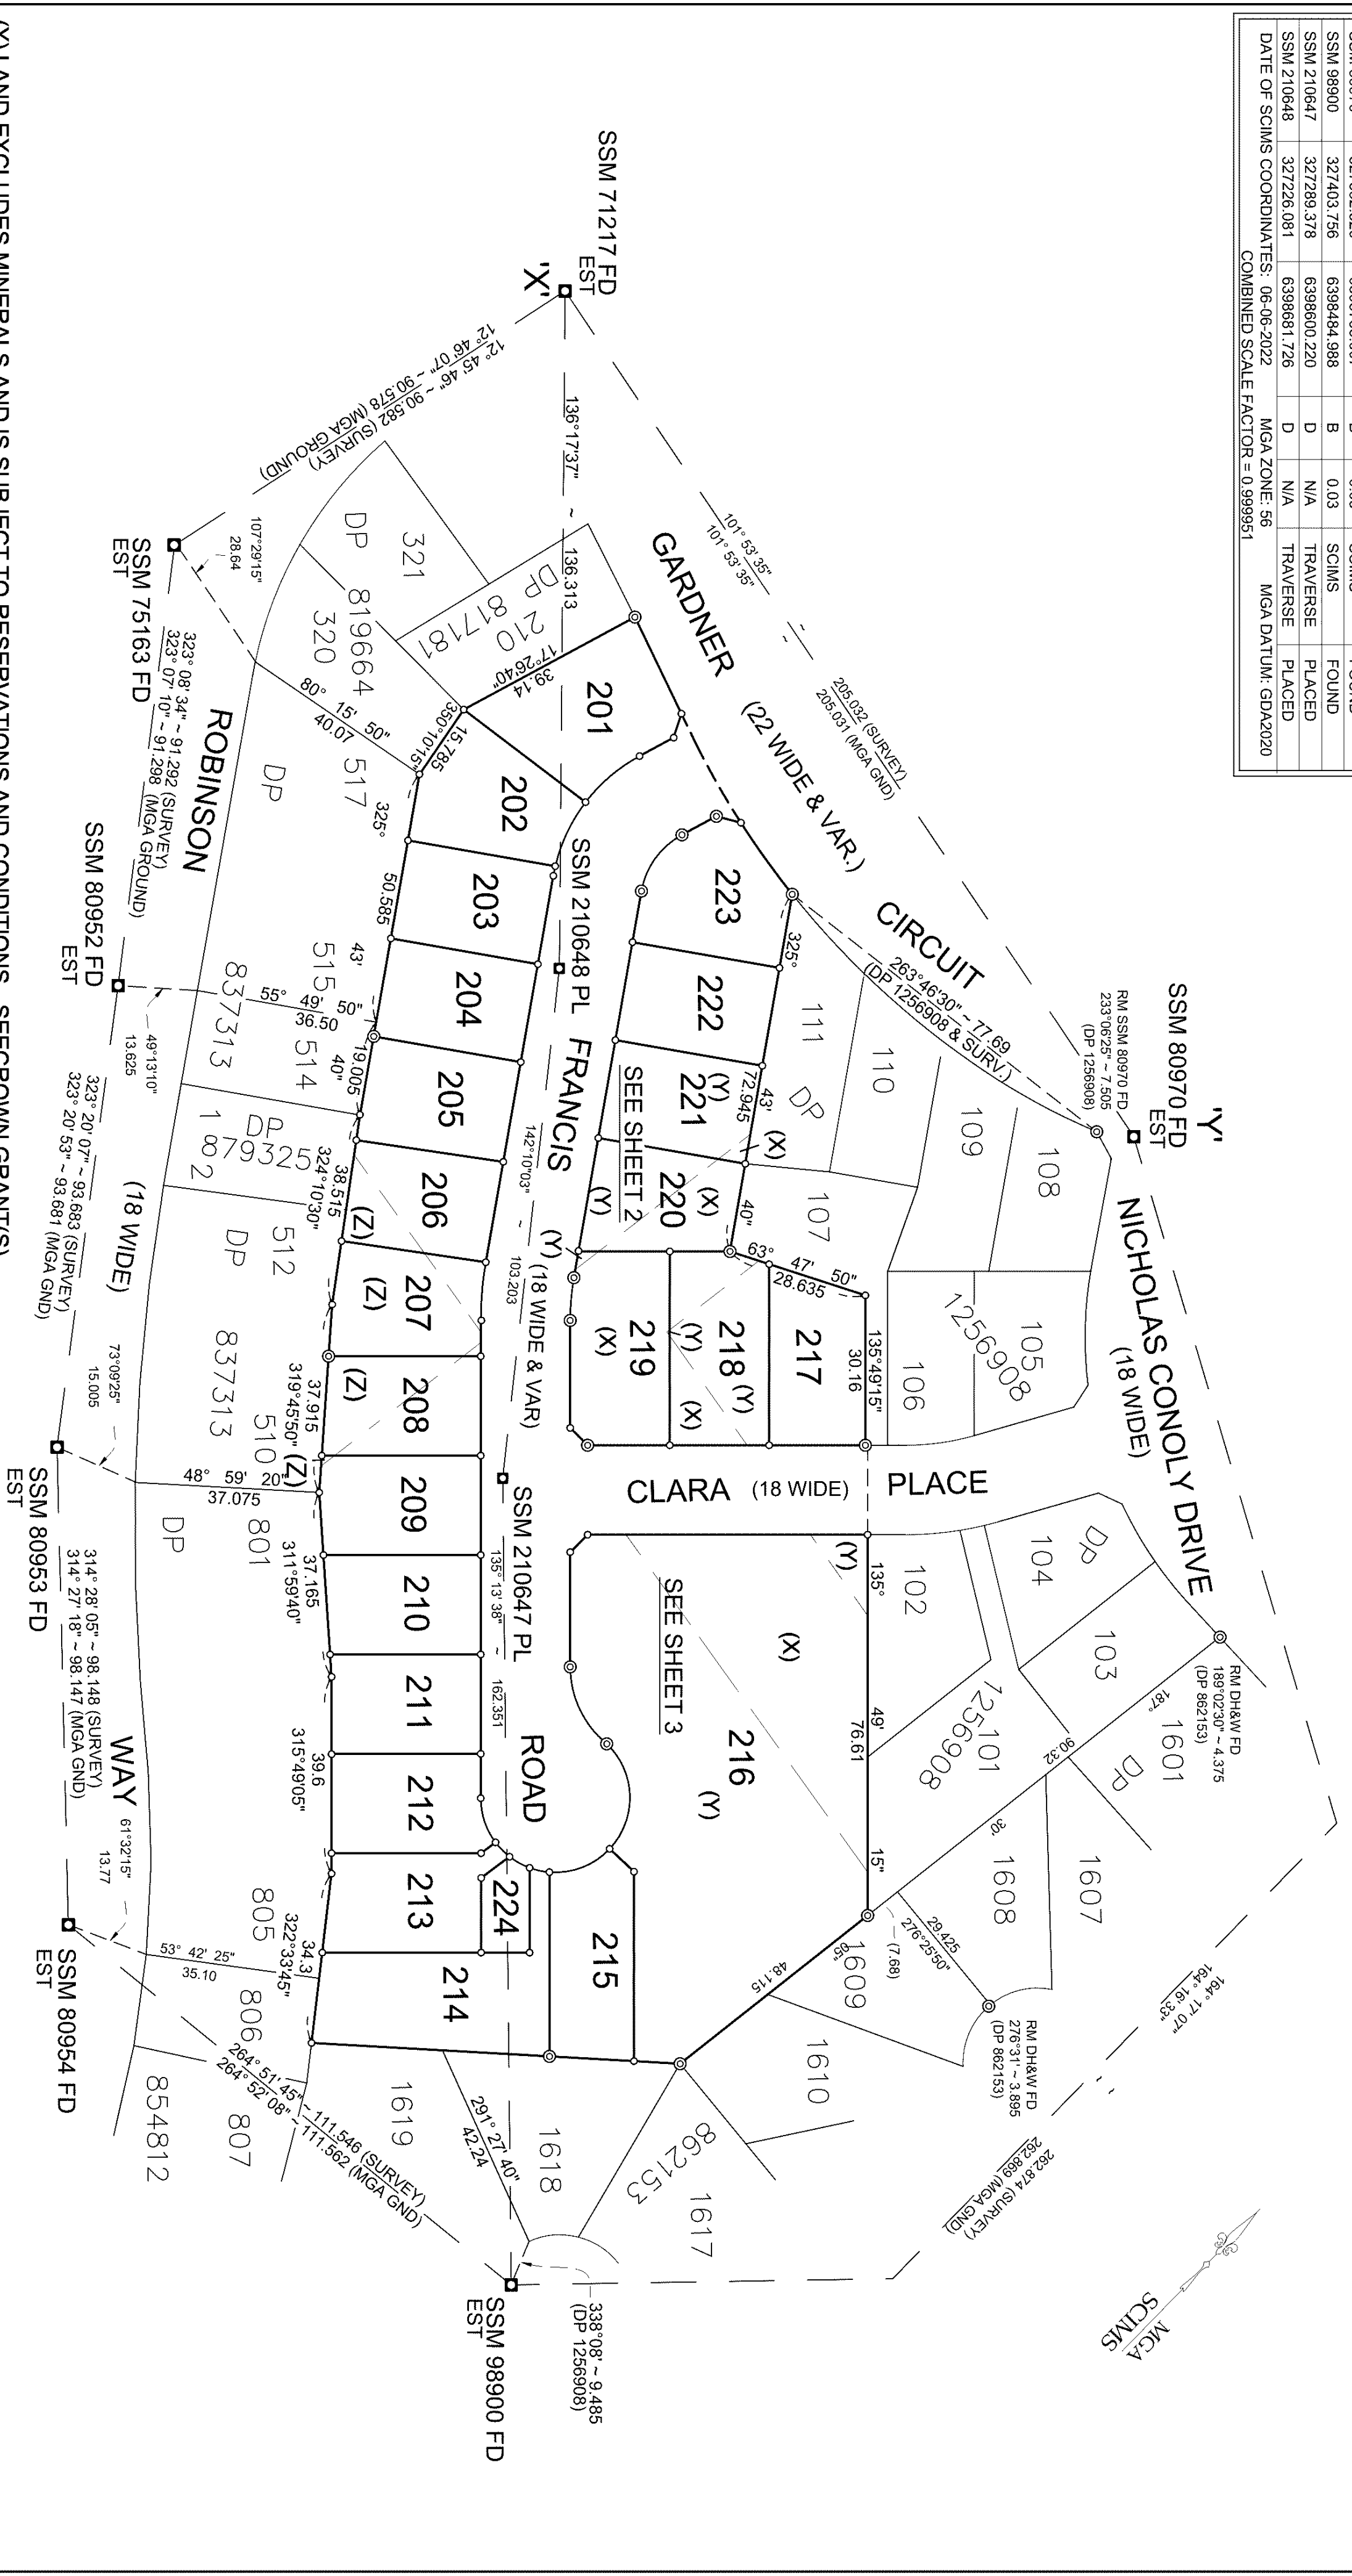 SSM 98900 327403.756 6398484.988 B 0.03 SCIMS FOUND
SSM 210647 327289.378 6398600.220 D N/A TRAVERSE PLACED
SSM 210648 327226.081 6398681.726 D N/A TRAVERSE PLACED
DATE OF SCIMS COORDINATES: 06-06-2022 MGA ZONE: 56 MGA DATUM: GDA2020
COMBINED SCALE FACTOR = 0.999951
'Y'
SSM 80970 FD
EST
RM SSM 80970 FD
233°06'25" ~ 7.505
(DP 1256908)
NICHOLAS CONOLY DRIVE
(18 WIDE)
RM DH&W FD
189°02'30" ~ 4.375
(DP 862153)
164° 17' 07"
164° 16' 33"
262.874 (SURVEY)
262.869 (MGA GND)
MGA
SCIMS
SSM 71217 FD
EST
'X'
101° 53' 35"
101° 53' 35"
205.032 (SURVEY)
205.031 (MGA GND)
GARDNER
(22 WIDE & VAR.)
CIRCUIT
263°46'30" ~ 77.69
(DP 1256908 & SURV.)
108
109
110
111
DP
107
105
1256908
106
104
DP
103
102
101
1256908
187°
90.32
30'
1601
DP
1607
1608
1609
29.425
276°25'50"
(7.68)
RM DH&W FD
276°31' ~ 3.895
(DP 862153)
1610
65°
48.115
862153
1617
1618
1619
291° 27' 40"
42.24
338°08' ~ 9.485
(DP 1256908)
SSM 98900 FD
EST
136°17'37" ~ 136.313
12° 45' 46" ~ 90.582 (SURVEY)
12° 46' 07" ~ 90.578 (MGA GROUND)
321
DP
819664
320
DP
817181
210
17°26'40"
39.14
350°10'15"
15.785
201
202
203
204
205
206
207
208
209
210
211
212
213
214
215
216
217
218
219
220
221
222
223
224
325°
43'
40"
72.945
63° 47' 50"
28.635
135°49'15"
30.16
(X)
(Y)
(X)
(Y)
(Y)
(X)
(Y)
(Y)
(X)
SEE SHEET 2
SSM 210648 PL
FRANCIS
142°10'03" ~ 103.203
(18 WIDE & VAR)
SSM 210647 PL
135° 13' 38" ~ 162.351
ROAD
CLARA (18 WIDE) PLACE
(Y)
(X)
(Y)
135° 49' 15"
76.61
SEE SHEET 3
325° 43' 40"
50.585
19.005
324°10'30"
38.515
(Z)
(Z)
(Z)
(Z)
319°45'50"
37.915
311°59'40"
37.165
315°49'05"
39.6
322°33'45"
34.3
80° 15' 50"
40.07
517
DP
515
837313
514
55° 49' 50"
36.50
DP
879325
1
2
512
DP
837313
510
48° 59' 20"
37.075
801
DP
805
806
807
854812
53° 42' 25"
35.10
107°29'15"
28.64
SSM 75163 FD
EST
323° 08' 34" ~ 91.292 (SURVEY)
323° 07' 10" ~ 91.298 (MGA GROUND)
ROBINSON
(18 WIDE)
WAY
SSM 80952 FD
EST
49°13'10"
13.625
323° 20' 07" ~ 93.683 (SURVEY)
323° 20' 53" ~ 93.681 (MGA GND)
73°09'25"
15.005
SSM 80953 FD
EST
314° 28' 05" ~ 98.148 (SURVEY)
314° 27' 18" ~ 98.147 (MGA GND)
61°32'15"
13.77
SSM 80954 FD
EST
264° 51' 45" ~ 111.546 (SURVEY)
264° 52' 08" ~ 111.562 (MGA GND)
(X) LAND EXCLUDES MINERALS AND IS SUBJECT TO RESERVATIONS AND CONDITIONS - SEE CROWN GRANT(S)